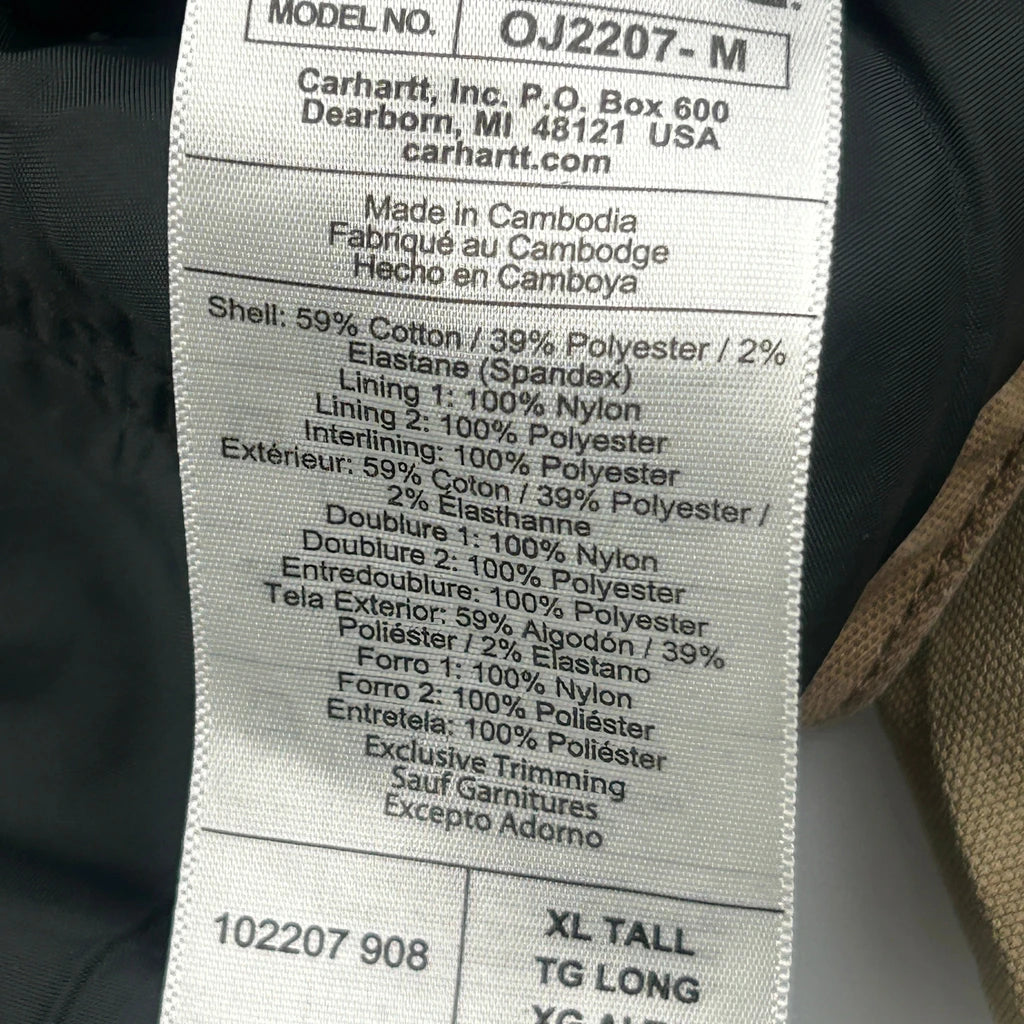 MODEL NO. OJ2207- M
Carhartt, Inc. P.O. Box 600
Dearborn, MI 48121 USA
carhartt.com
Made in Cambodia
Fabriqué au Cambodge
Hecho en Camboya
Shell: 59% Cotton / 39% Polyester / 2%
Elastane (Spandex)
Lining 1: 100% Nylon
Lining 2: 100% Polyester
Interlining: 100% Polyester
Extérieur: 59% Coton / 39% Polyester /
2% Élasthanne
Doublure 1: 100% Nylon
Doublure 2: 100% Polyester
Entredoublure: 100% Polyester
Tela Exterior: 59% Algodón / 39%
Poliéster / 2% Elastano
Forro 1: 100% Nylon
Forro 2: 100% Poliéster
Entretela: 100% Poliéster
Exclusive Trimming
Sauf Garnitures
Excepto Adorno
102207 908
XL TALL
TG LONG